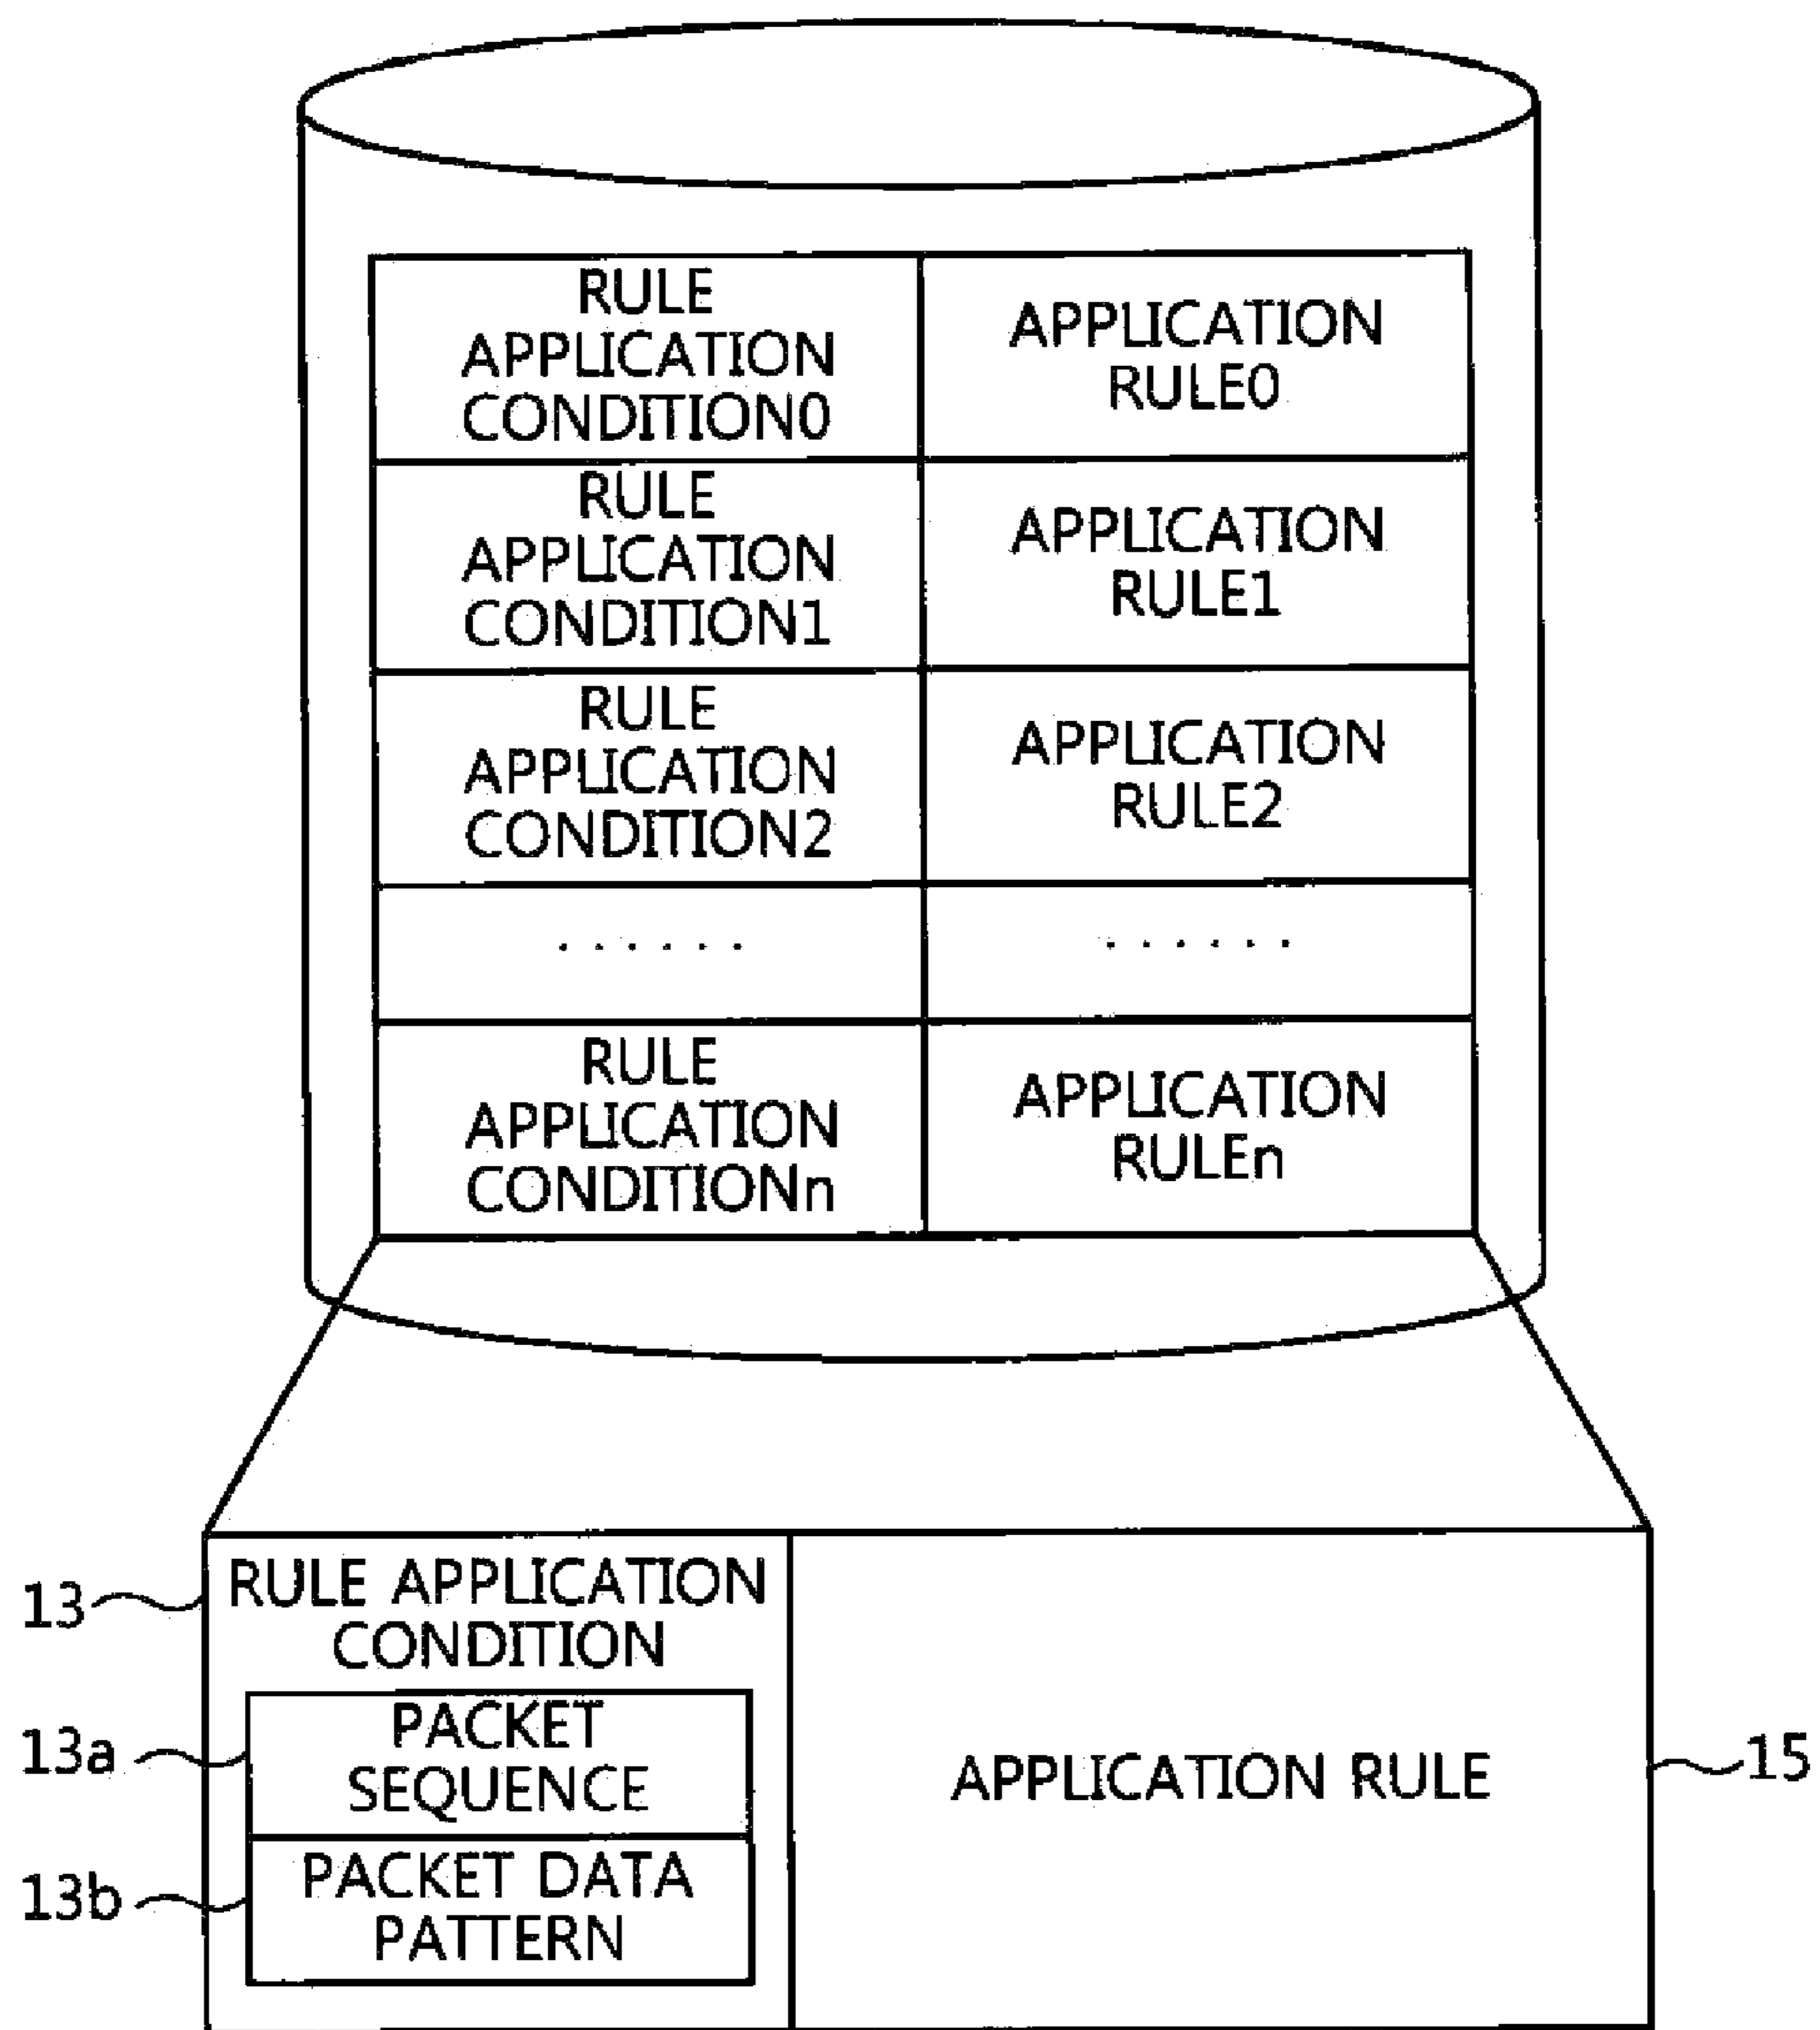 RULE
APPLICATION
CONDITION0
APPLICATION
RULE0
RULE
APPLICATION
CONDITION1
APPLICATION
RULE1
RULE
APPLICATION
CONDITION2
APPLICATION
RULE2
......
......
RULE
APPLICATION
CONDITIONn
APPLICATION
RULEn
13
RULE APPLICATION
CONDITION
13a
PACKET
SEQUENCE
13b
PACKET DATA
PATTERN
APPLICATION RULE
15